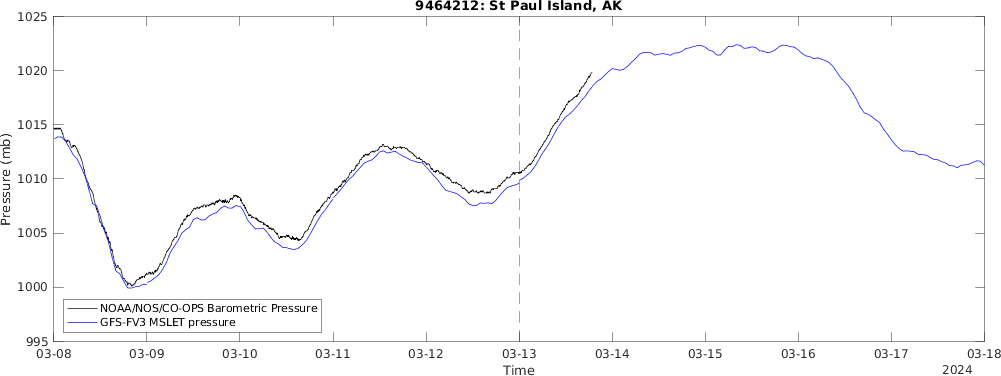 9464212: St Paul Island, AK
Pressure (mb)
1025
1020
1015
1010
1005
1000
995
NOAA/NOS/CO-OPS Barometric Pressure
GFS-FV3 MSLET pressure
03-08 03-09 03-10 03-11 03-12 03-13 03-14 03-15 03-16 03-17 03-18
Time
2024